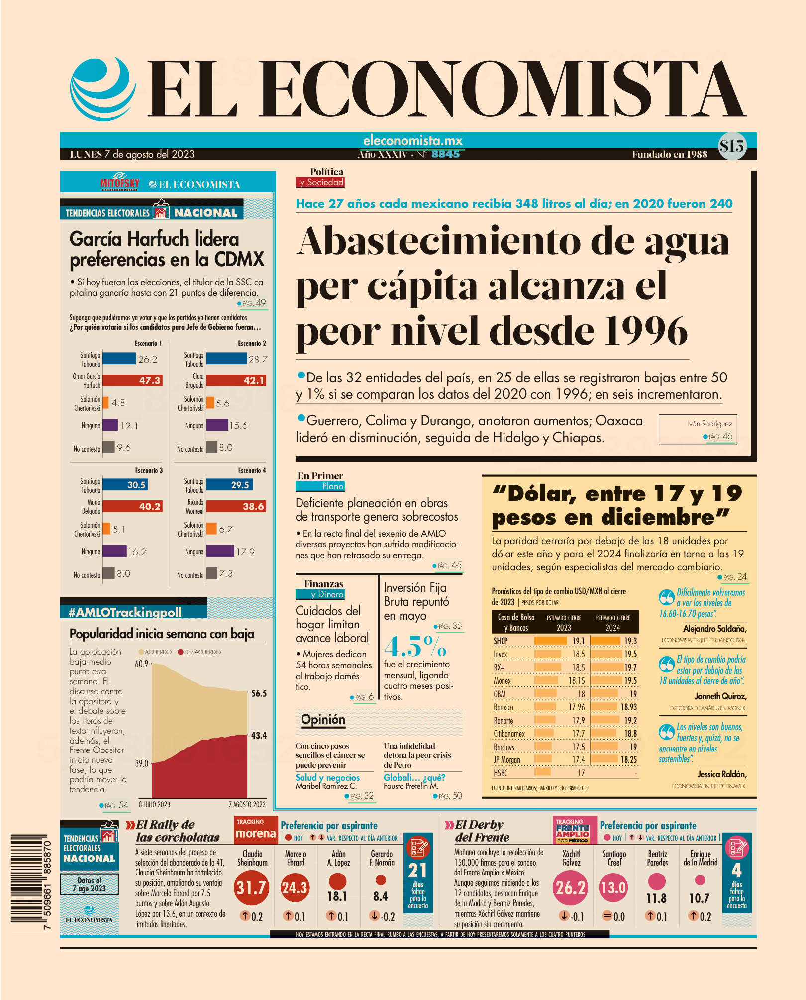 EL ECONOMISTA
eleconomista.mx
LUNES 7 de agosto del 2023
Año XXXIV • N° 8845
Fundado en 1988
$15
MITOFSKY
EL ECONOMISTA
TENDENCIAS ELECTORALES NACIONAL
García Harfuch lidera
preferencias en la CDMX
• Si hoy fueran las elecciones, el titular de la SSC ca-
pitalina ganaría hasta con 21 puntos de diferencia.
PÁG. 49
Suponga que pudiéramos ya votar y que los partidos ya tienen candidatos
¿Por quién votaría si los candidatos para Jefe de Gobierno fueran...
Escenario 1
Santiago
Taboada
26.2
Omar García
Harfuch
47.3
Salomón
Chertorivski
4.8
Ninguno
12.1
No contesta
9.6
Escenario 2
Santiago
Taboada
28.7
Clara
Brugada
42.1
Salomón
Chertorivski
5.6
Ninguno
15.6
No contesta
8.0
Escenario 3
Santiago
Taboada
30.5
Mario
Delgado
40.2
Salomón
Chertorivski
5.1
Ninguno
16.2
No contesta
8.0
Escenario 4
Santiago
Taboada
29.5
Ricardo
Monreal
38.6
Salomón
Chertorivski
6.7
Ninguno
17.9
No contesta
7.3
#AMLOTrackingpoll
Popularidad inicia semana con baja
La aprobación
baja medio
punto esta
semana. El
discurso contra
la opositora y
el debate sobre
los libros de
texto influyeron,
además, el
Frente Opositor
inicia nueva
fase, lo que
podría mover la
tendencia.
PÁG. 54
ACUERDO DESACUERDO
60.9
56.5
43.4
39.0
8 JULIO 2023
7 AGOSTO 2023
Política
y Sociedad
Hace 27 años cada mexicano recibía 348 litros al día; en 2020 fueron 240
Abastecimiento de agua
per cápita alcanza el
peor nivel desde 1996
•De las 32 entidades del país, en 25 de ellas se registraron bajas entre 50
y 1% si se comparan los datos del 2020 con 1996; en seis incrementaron.
•Guerrero, Colima y Durango, anotaron aumentos; Oaxaca
lideró en disminución, seguida de Hidalgo y Chiapas.
Iván Rodríguez
PÁG. 46
En Primer
Plano
Deficiente planeación en obras
de transporte genera sobrecostos
• En la recta final del sexenio de AMLO
diversos proyectos han sufrido modificacio-
nes que han retrasado su entrega.
PÁG. 4-5
Finanzas
y Dinero
Cuidados del
hogar limitan
avance laboral
• Mujeres dedican
54 horas semanales
al trabajo domés-
tico.
PÁG. 6
Inversión Fija
Bruta repuntó
en mayo
PÁG. 35
4.5%
fue el crecimiento
mensual, ligando
cuatro meses posi-
tivos.
Opinión
Con cinco pasos
sencillos el cáncer se
puede prevenir
Salud y negocios
Maribel Ramírez C.
PÁG. 32
Una infidelidad
detona la peor crisis
de Petro
Globali... ¿qué?
Fausto Pretelin M.
PÁG. 50
“Dólar, entre 17 y 19
pesos en diciembre”
La paridad cerraría por debajo de las 18 unidades por
dólar este año y para el 2024 finalizaría en torno a las 19
unidades, según especialistas del mercado cambiario.
PÁG. 24
Pronósticos del tipo de cambio USD/MXN al cierre
de 2023 | PESOS POR DÓLAR
Casa de Bolsa ESTIMADO CIERRE ESTIMADO CIERRE
y Bancos 2023 2024
SHCP 19.1 19.3
Invex 18.5 19.5
BX+ 18.5 19.7
Monex 18.15 19.5
GBM 18 19
Banxico 17.96 18.93
Banorte 17.9 19.2
Citibanamex 17.7 18.8
Barclays 17.5 19
JP Morgan 17.4 18.25
HSBC 17 -
FUENTE: INTERMEDIARIOS, BANXICO Y SHCP GRÁFICO EE
Difícilmente volveremos
a ver los niveles de
16.60-16.70 pesos”.
Alejandro Saldaña,
ECONOMISTA EN JEFE EN BANCO BX+.
El tipo de cambio podría
estar por debajo de las
18 unidades al cierre de año”.
Janneth Quiroz,
DIRECTORA DE ANÁLISIS EN MONEX.
Los niveles son buenos,
fuertes y, quizá, no se
encuentre en niveles
sostenibles”.
Jessica Roldán,
ECONOMISTA EN JEFE DE FINAMEX.
TENDENCIAS
ELECTORALES
NACIONAL
Datos al
7 ago 2023
EL ECONOMISTA
7 509661 885870
El Rally de
las corcholatas
A siete semanas del proceso de
selección del abanderado de la 4T,
Claudia Sheinbaum ha fortalecido
su posición, ampliando su ventaja
sobre Marcelo Ebrard por 7.5
puntos y sobre Adán Augusto
López por 13.6, en un contexto de
limitadas libertades.
TRACKING
morena
Preferencia por aspirante
HOY | VAR. RESPECTO AL DÍA ANTERIOR
Claudia
Sheinbaum
31.7
0.2
Marcelo
Ebrard
24.3
0.1
Adán
A. López
18.1
0.1
Gerardo
F. Noroña
8.4
-0.2
21
días
faltan
para la
encuesta
El Derby
del Frente
Mañana concluye la recolección de
150,000 firmas para el sondeo
del Frente Amplio x México.
Aunque seguimos midiendo a los
12 candidatos, destacan Enrique
de la Madrid y Beatriz Paredes,
mientras Xóchitl Gálvez mantiene
su posición sin crecimiento.
TRACKING
FRENTE
AMPLIO
POR MÉXICO
Preferencia por aspirante
HOY | VAR. RESPECTO AL DÍA ANTERIOR
Xóchitl
Gálvez
26.2
-0.1
Santiago
Creel
13.0
0.0
Beatriz
Paredes
11.8
0.1
Enrique
de la Madrid
10.7
0.2
4
días
faltan
para la
encuesta
HOY ESTAMOS ENTRANDO EN LA RECTA FINAL RUMBO A LAS ENCUESTAS, A PARTIR DE HOY PRESENTAREMOS SOLAMENTE A LOS CUATRO PUNTEROS